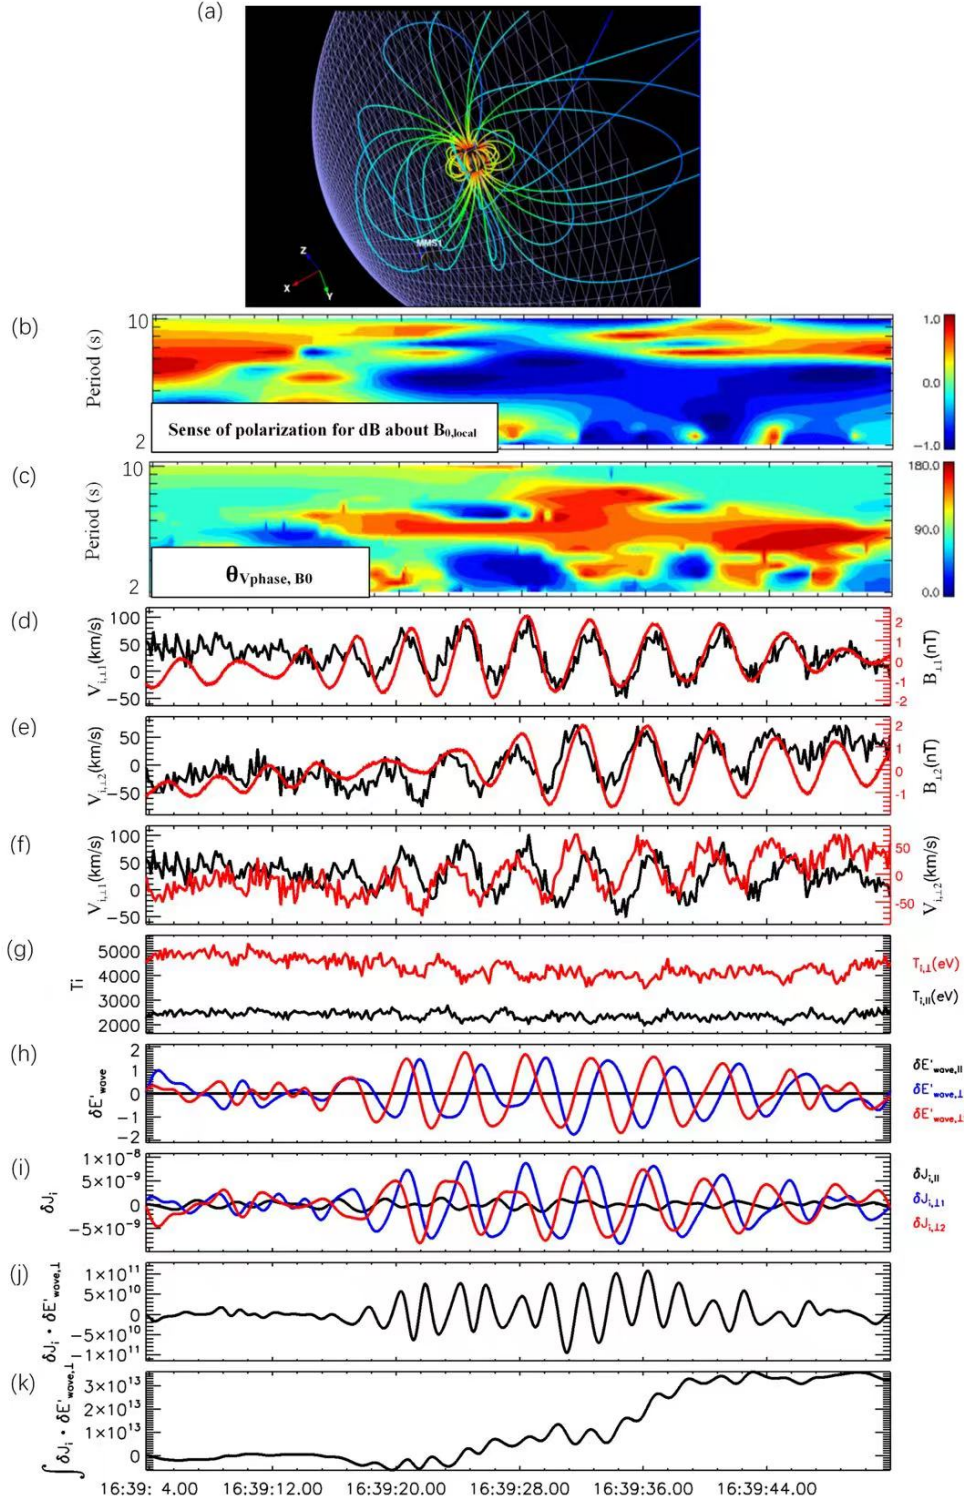 (a)
MMS1
Z
X
Y
(b)
Period (s)
10
2
Sense of polarization for dB about B0,local
1.0
0.0
−1.0
(c)
Period (s)
10
2
θVphase, B0
180.0
90.0
0.0
(d)
Vi,⊥1(km/s)
100
50
0
−50
2
1
0
-1
-2
B⊥1(nT)
(e)
Vi,⊥2(km/s)
50
0
−50
2
1
0
-1
B⊥2(nT)
(f)
Vi,⊥1(km/s)
100
50
0
−50
50
0
-50
Vi,⊥2(km/s)
(g)
Ti
5000
4000
3000
2000
Ti,⊥(eV)
Ti,||(eV)
(h)
δE'wave
2
1
0
−1
−2
δE'wave,||
δE'wave,⊥
δE'wave,⊥
(i)
δJi
1×10-8
5×10-9
0
−5×10-9
δJi,||
δJi,⊥1
δJi,⊥2
(j)
δJi • δE'wave,⊥
1×1011
5×1010
0
−5×1010
−1×1011
(k)
∫ δJi • δE'wave,⊥
3×1013
2×1013
1×1013
0
16:39: 4.00 16:39:12.00 16:39:20.00 16:39:28.00 16:39:36.00 16:39:44.00